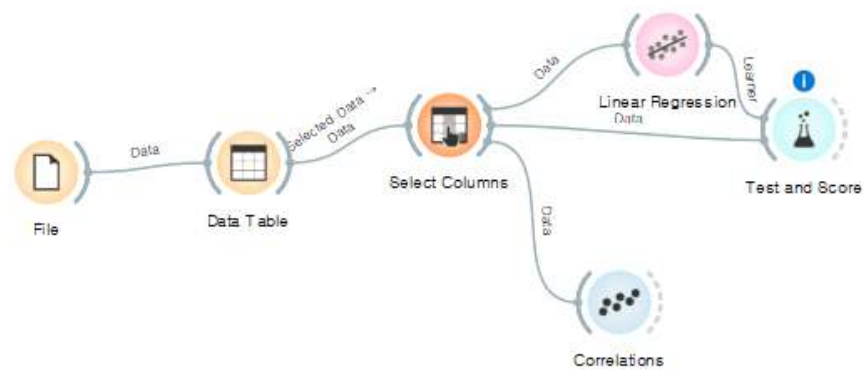 Data
File
Data Table
Selected Data →
Data
Select Columns
Data
Linear Regression
Learner
Data
Test and Score
Data
Correlations
i